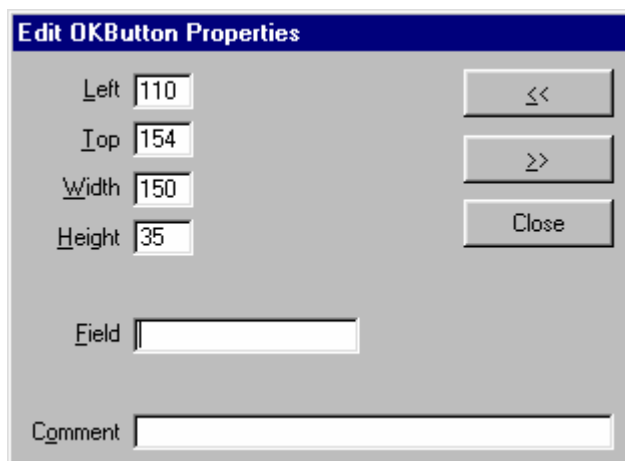 Edit OKButton Properties
Left 110 <<
Top 154 >>
Width 150
Height 35 Close
Field
Comment